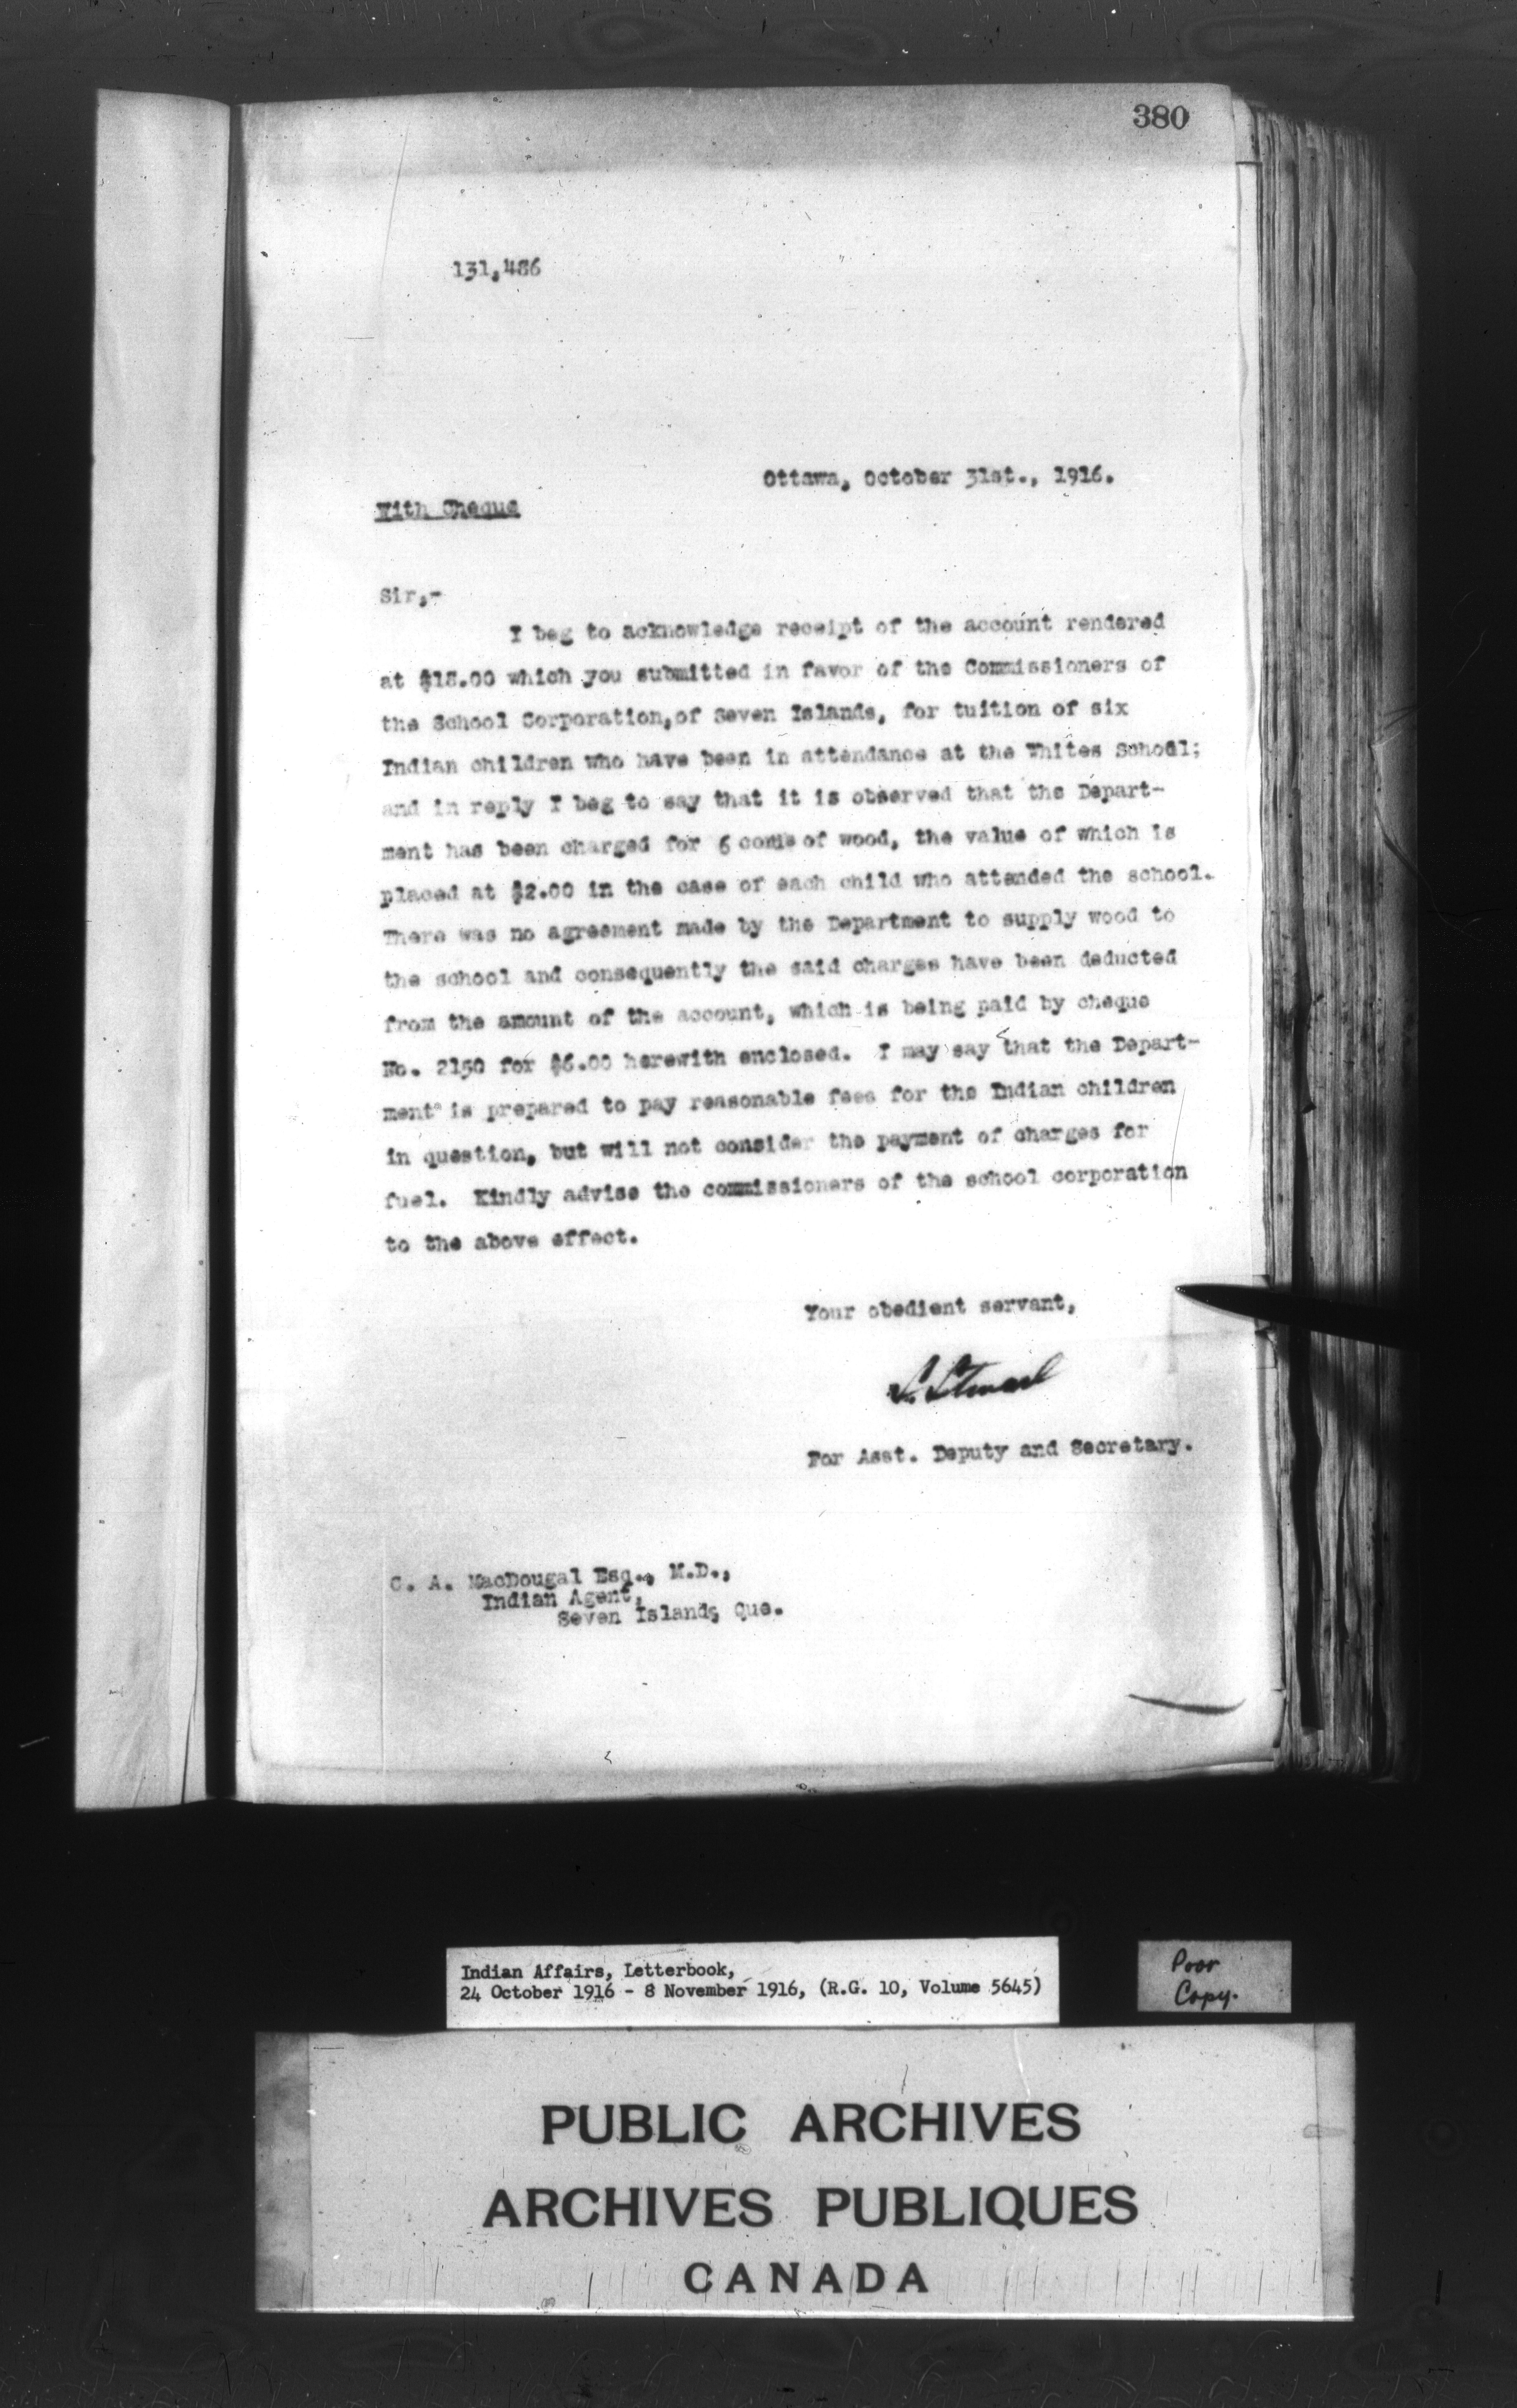 380
131,486
Ottawa, October 31st., 1916.
With Cheque
Sir,-
I beg to acknowledge receipt of the account rendered
at $18.00 which you submitted in favor of the Commissioners of
the School Corporation,of Seven Islands, for tuition of six
Indian children who have been in attendance at the Whites School;
and in reply I beg to say that it is observed that the Depart-
ment has been charged for 6 cords of wood, the value of which is
placed at $2.00 in the case of each child who attended the school.
There was no agreement made by the Department to supply wood to
the school and consequently the said charges have been deducted
from the amount of the account, which is being paid by cheque
No. 2150 for $6.00 herewith enclosed. I may say that the Depart-
ment is prepared to pay reasonable fees for the Indian children
in question, but will not consider the payment of charges for
fuel. Kindly advise the commissioners of the school corporation
to the above effect.
Your obedient servant,
S. Stewart
For Asst. Deputy and Secretary.
C. A. MacDougal Esq., M.D.,
Indian Agent,
Seven Islands, Que.
Indian Affairs, Letterbook,
24 October 1916 - 8 November 1916, (R.G. 10, Volume 5645)
Poor
Copy.
PUBLIC ARCHIVES
ARCHIVES PUBLIQUES
CANADA